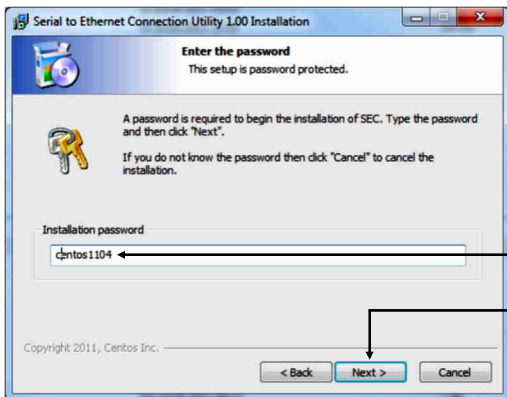 Serial to Ethernet Connection Utility 1.00 Installation
Enter the password
This setup is password protected.
A password is required to begin the installation of SEC. Type the password
and then click "Next".
If you do not know the password then click "Cancel" to cancel the
installation.
Installation password
centos1104
Copyright 2011, Centos Inc.
< Back
Next >
Cancel